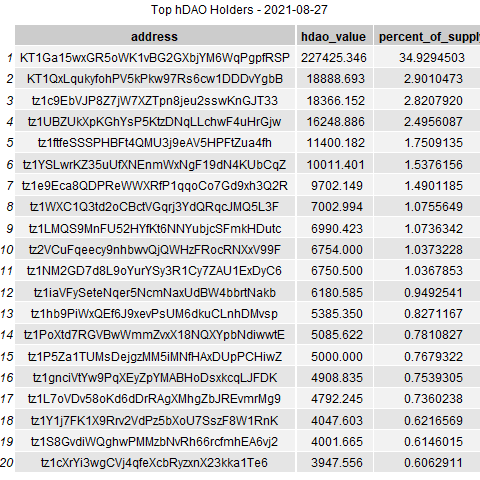 Top hDAO Holders - 2021-08-27
address hdao_value percent_of_supply
1 KT1Ga15wxGR5oWK1vBG2GXbjYM6WqPgpfRSP 227425.346 34.9294503
2 KT1QxLqukyfohPV5kPkw97Rs6cw1DDDvYgbB 18888.693 2.9010473
3 tz1c9EbVJP8Z7jW7XZTpn8jeu2sswKnGJT33 18366.152 2.8207920
4 tz1UBZUkXpKGhYsP5KtzDNqLLchwF4uHrGjw 16248.886 2.4956087
5 tz1ftfeSSSPHBFt4QMU3j9eAV5HPFtZua4fh 11400.182 1.7509135
6 tz1YSLwrKZ35uUfXNEnmWxNgF19dN4KUbCqZ 10011.401 1.5376156
7 tz1e9Eca8QDPReWWXRfP1qqoCo7Gd9xh3Q2R 9702.149 1.4901185
8 tz1WXC1Q3td2oCBctVGqrj3YdQRqcJMQ5L3F 7002.994 1.0755649
9 tz1LMQS9MnFU52HYfKt6NNYubjcSFmkHDutc 6990.423 1.0736342
10 tz2VCuFqeecy9nhbwvQjQWHzFRocRNXxV99F 6754.000 1.0373228
11 tz1NM2GD7d8L9oYurYSy3R1Cy7ZAU1ExDyC6 6750.500 1.0367853
12 tz1iaVFySeteNqer5NcmNaxUdBW4bbrtNakb 6180.585 0.9492541
13 tz1hb9PiWxQEf6J9xevPsUM6dkuCLnhDMvsp 5385.350 0.8271167
14 tz1PoXtd7RGVBwWmmZvxX18NQXYpbNdiwwtE 5085.622 0.7810827
15 tz1P5Za1TUMsDejgzMM5iMNfHAxDUpPCHiwZ 5000.000 0.7679322
16 tz1gnciVtYw9PqXEyZpYMABHoDsxkcqLJFDK 4908.835 0.7539305
17 tz1L7oVDv58oKd6dDrRAgXMhgZbJREvmrMg9 4792.245 0.7360238
18 tz1Y1j7FK1X9Rrv2VdPz5bXoU7SszF8W1RnK 4047.603 0.6216569
19 tz1S8GvdiWQghwPMMzbNvRh66rcfmhEA6vj2 4001.665 0.6146015
20 tz1cXrYi3wgCVj4qfeXcbRyzxnX23kka1Te6 3947.556 0.6062911